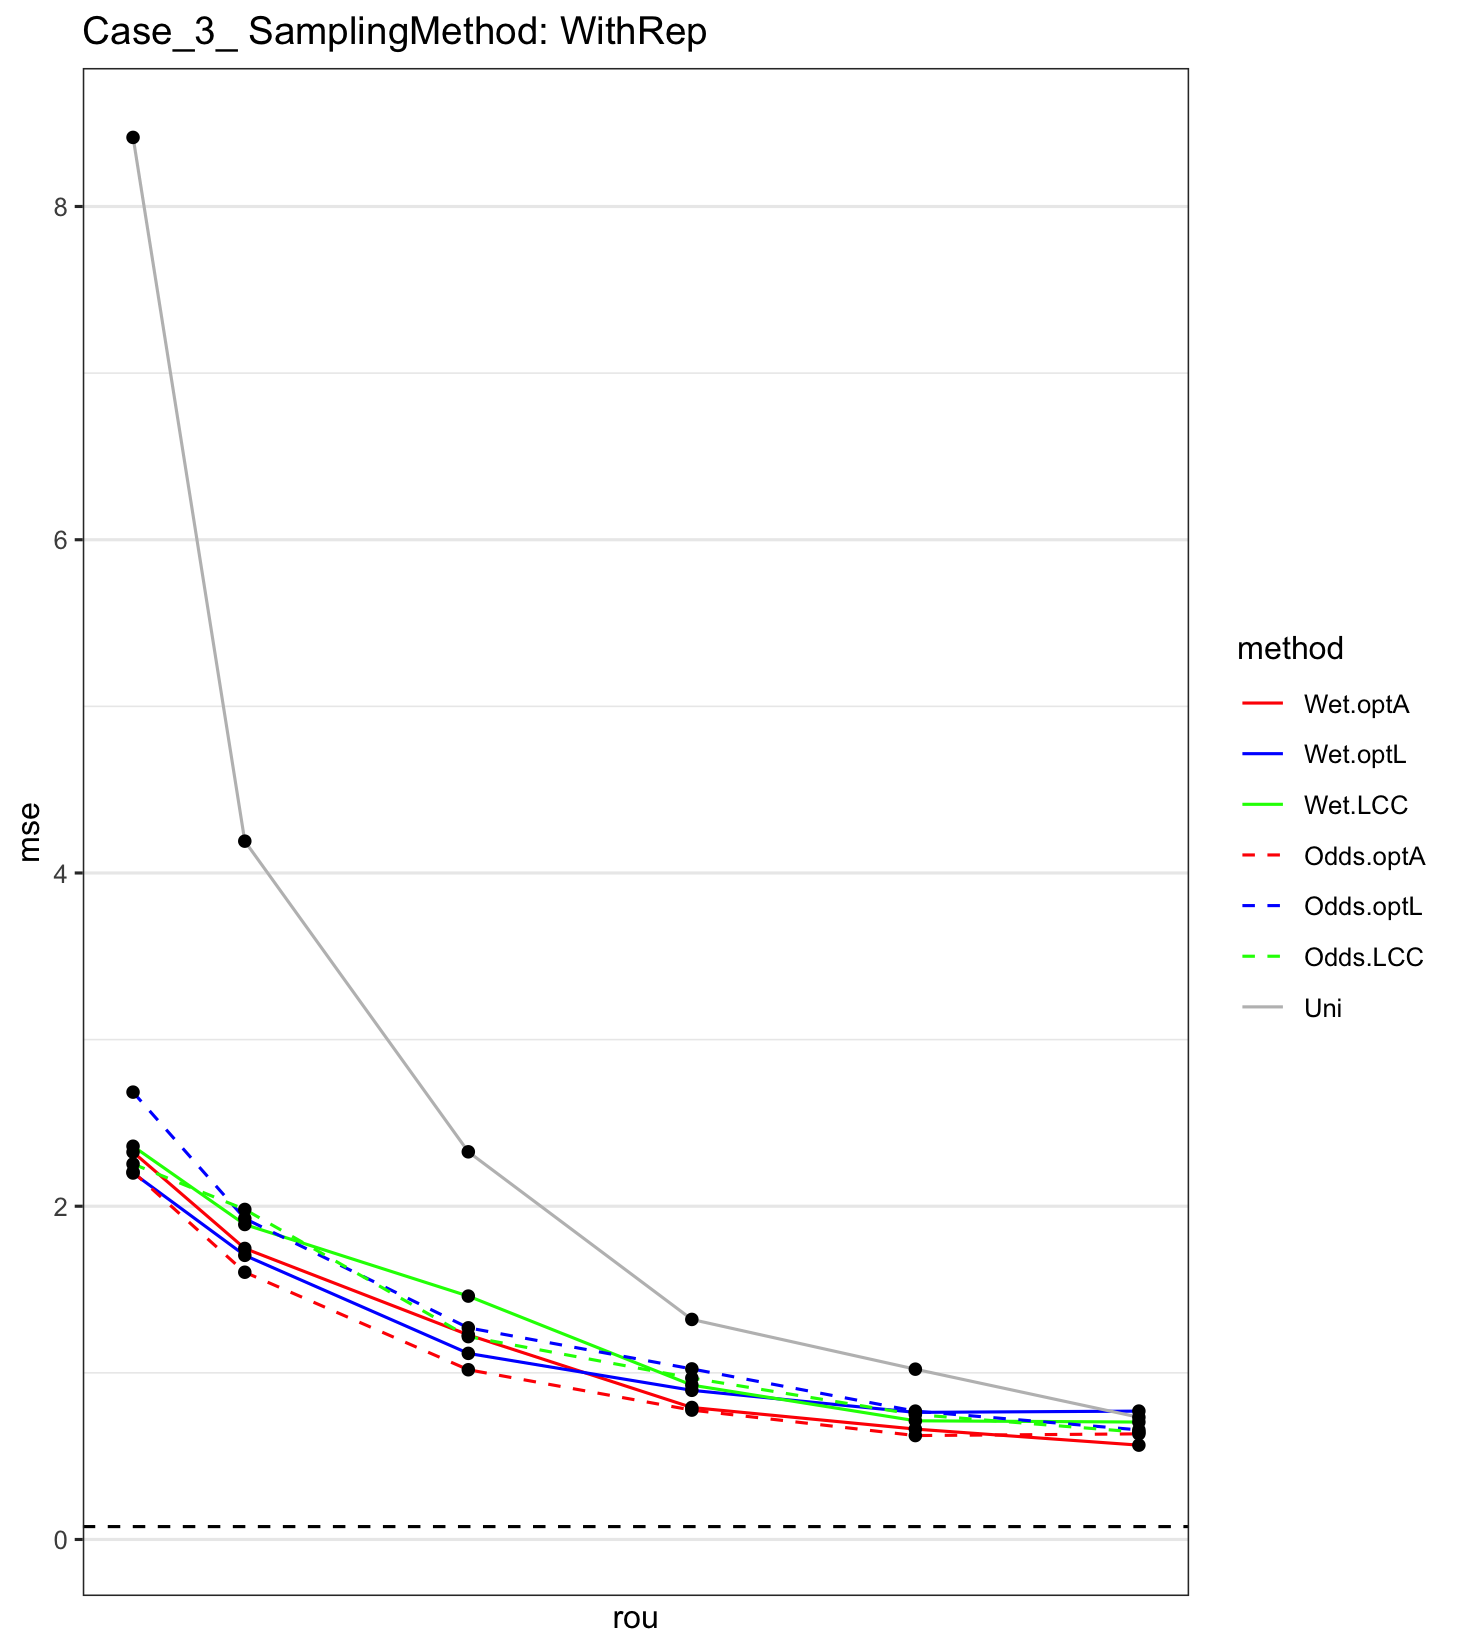 Case_3_ SamplingMethod: WithRep
8
6
4
2
0
mse
rou
method
Wet.optA
Wet.optL
Wet.LCC
Odds.optA
Odds.optL
Odds.LCC
Uni